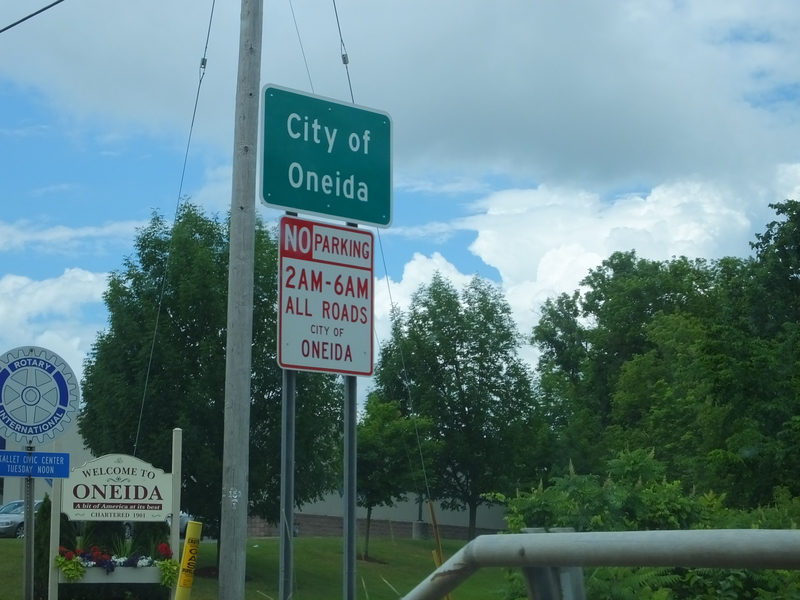 City of
Oneida
NO PARKING
2AM-6AM
ALL ROADS
CITY OF
ONEIDA
ROTARY
INTERNATIONAL
KALLET CIVIC CENTER
TUESDAY NOON
WELCOME TO
ONEIDA
A bit of America at its best
CHARTERED 1901